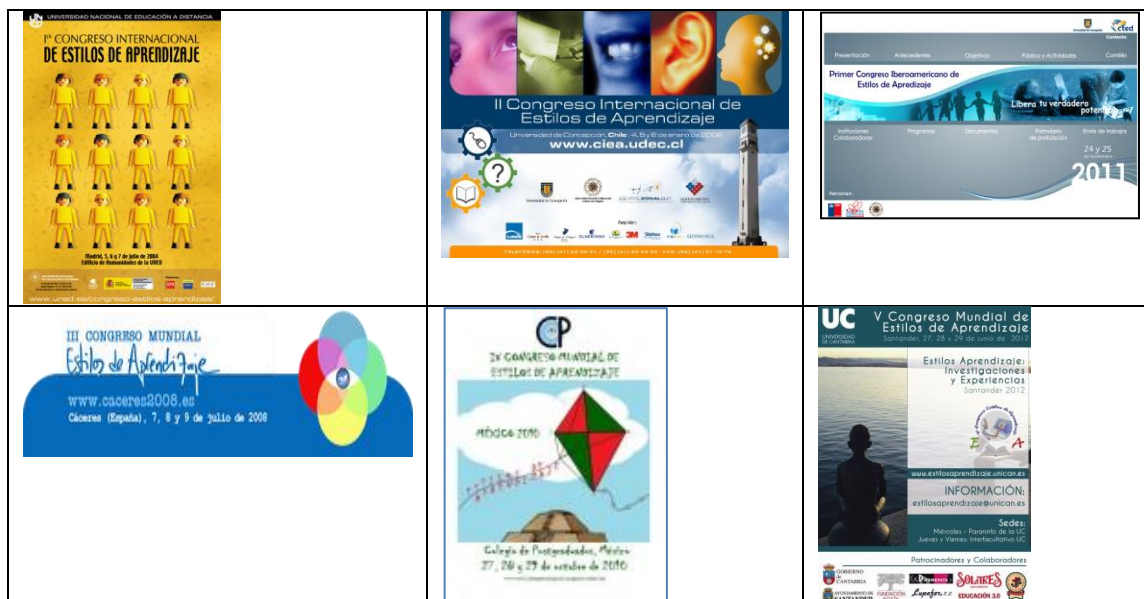 UNIVERSIDAD NACIONAL DE EDUCACIÓN A DISTANCIA
Ier CONGRESO INTERNACIONAL
DE ESTILOS DE APRENDIZAJE
Madrid, 5, 6 y 7 de julio de 2004
Edificio de Humanidades de la UNED
www.uned.es/congreso-estilos-aprendizaje/
II Congreso Internacional de
Estilos de Aprendizaje
Universidad de Concepción, Chile : 4, 5 y 6 de enero de 2006
www.ciea.udec.cl
3M
cted
Contacto
Presentación Antecedentes Objetivos Público y Actividades Comités
Primer Congreso Iberoamericano de
Estilos de Apredizaje
Libera tu verdadero
Instituciones Programas Documentos Formulario Envío de trabajos
Colaboradoras de postulación
24 y 25
2011
III CONGRESO MUNDIAL
Estilos de Aprendizaje
www.caceres2008.es
Cáceres (España), 7, 8 y 9 de julio de 2008
CP
IV CONGRESO MUNDIAL DE
ESTILOS DE APRENDIZAJE
MÉXICO 2010
Colegio de Postgraduados, México
27, 28 y 29 de octubre de 2010
UC
UNIVERSIDAD
DE CANTABRIA
V Congreso Mundial de
Estilos de Aprendizaje
Santander, 27, 28 y 29 de junio de 2012
Estilos Aprendizaje:
Investigaciones
y Experiencias
Santander 2012
E A
www.estilosaprendizaje.unican.es
INFORMACIÓN:
estilosaprendizaje@unican.es
Sedes:
Miércoles - Paraninfo de la UC
Jueves y Viernes: Interfacultativo UC
Patrocinadores y Colaboradores
GOBIERNO
de
CANTABRIA
SOLARES
AYUNTAMIENTO DE
SANTANDER
FUNDACIÓN
Lupefer, s.l.
EDUCACIÓN 3.0